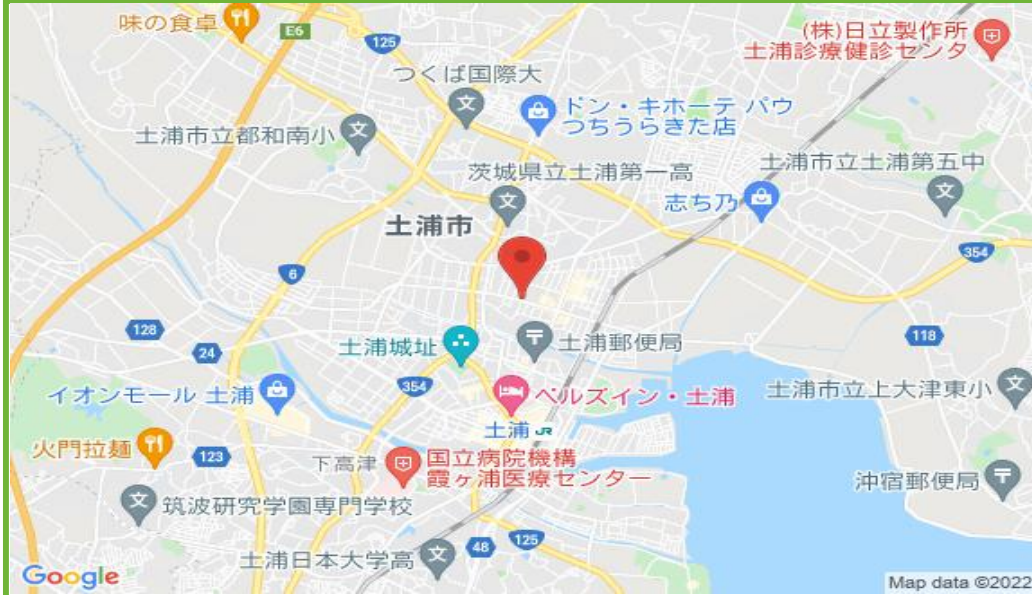 味の食卓
E6
125
(株)日立製作所
土浦診療健診センタ
つくば国際大
ドン・キホーテ パウ
つちうらきた店
土浦市立都和南小
茨城県立土浦第一高
土浦市立土浦第五中
志ち乃
土浦市
354
6
128
24
118
土浦城址
土浦郵便局
イオンモール 土浦
354
ベルズイン・土浦
土浦市立上大津東小
土浦 JR
火門拉麺
123
下高津
国立病院機構
霞ヶ浦医療センター
沖宿郵便局
筑波研究学園専門学校
土浦日本大学高
48
125
Google
Map data ©2022